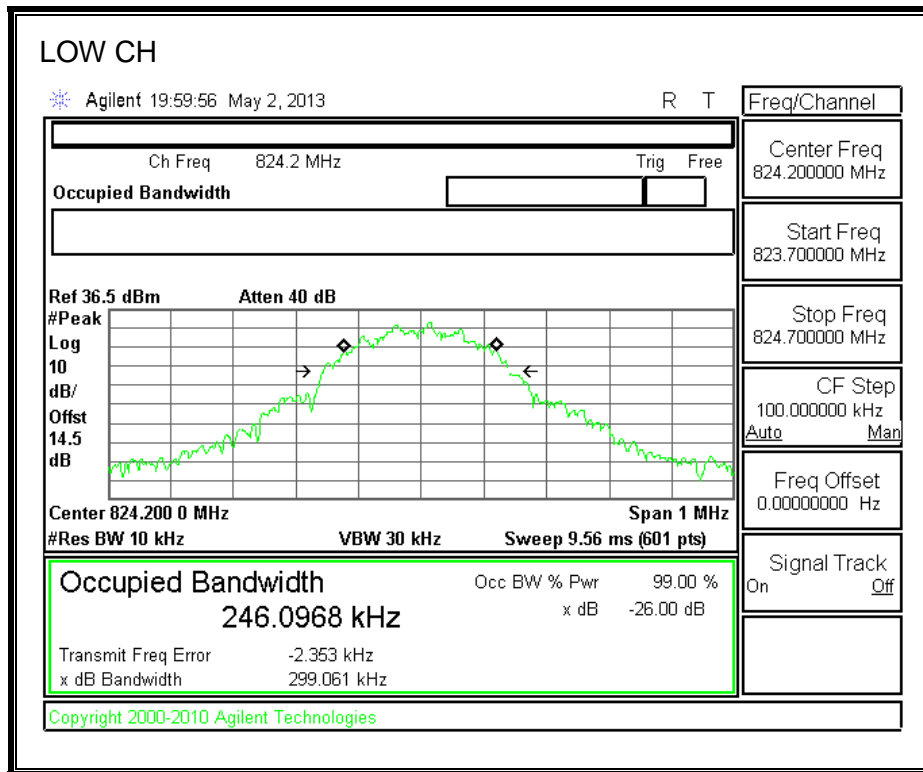 LOW CH
Agilent 19:59:56 May 2, 2013 R T
Freq/Channel
Ch Freq 824.2 MHz Trig Free
Occupied Bandwidth
Center Freq
824.200000 MHz
Start Freq
823.700000 MHz
Stop Freq
824.700000 MHz
CF Step
100.000000 kHz
Auto Man
Freq Offset
0.00000000 Hz
Signal Track
On Off
Ref 36.5 dBm Atten 40 dB
#Peak
Log
10
dB/
Offst
14.5
dB
Center 824.200 0 MHz Span 1 MHz
#Res BW 10 kHz VBW 30 kHz Sweep 9.56 ms (601 pts)
Occupied Bandwidth Occ BW % Pwr 99.00 %
246.0968 kHz x dB -26.00 dB
Transmit Freq Error -2.353 kHz
x dB Bandwidth 299.061 kHz
Copyright 2000-2010 Agilent Technologies